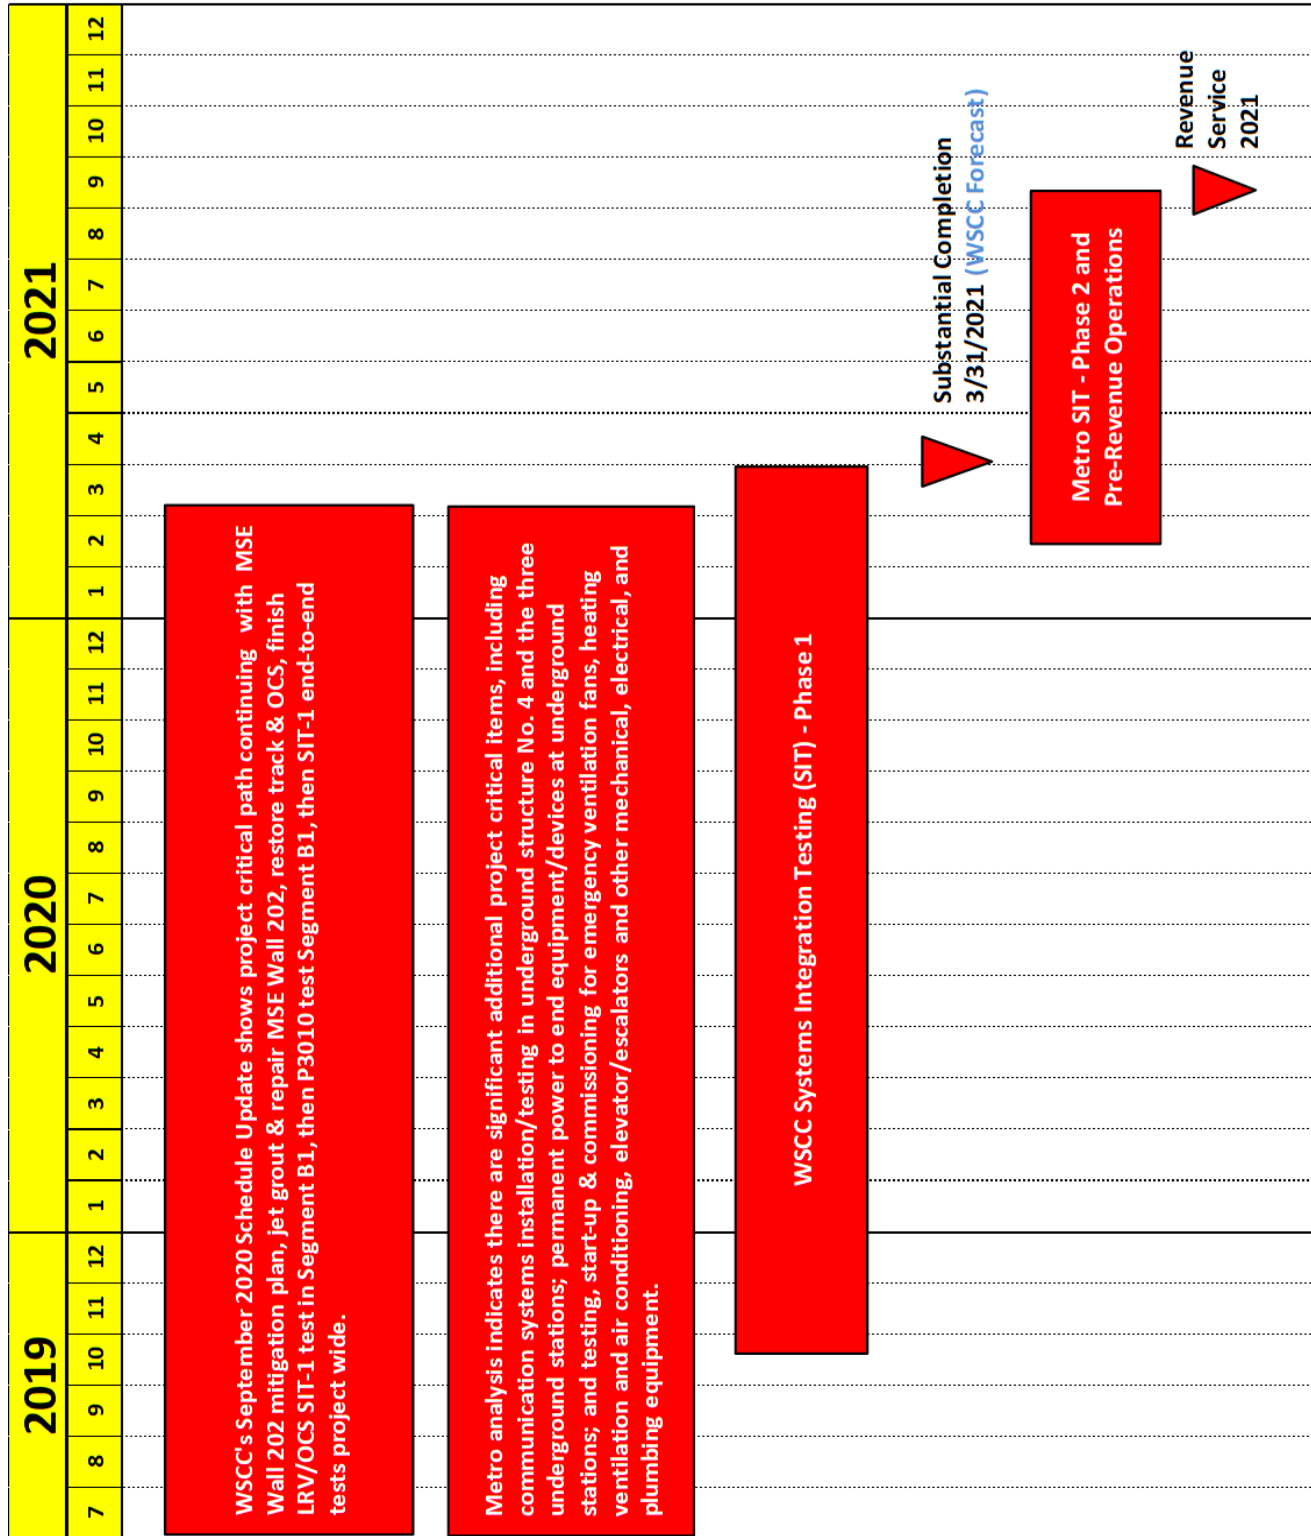 2019 2020 2021
7 8 9 10 11 12 1 2 3 4 5 6 7 8 9 10 11 12 1 2 3 4 5 6 7 8 9 10 11 12
WSCC's September 2020 Schedule Update shows project critical path continuing with MSE
Wall 202 mitigation plan, jet grout & repair MSE Wall 202, restore track & OCS, finish
LRV/OCS SIT-1 test in Segment B1, then P3010 test Segment B1, then SIT-1 end-to-end
tests project wide.
Metro analysis indicates there are significant additional project critical items, including
communication systems installation/testing in underground structure No. 4 and the three
underground stations; permanent power to end equipment/devices at underground
stations; and testing, start-up & commissioning for emergency ventilation fans, heating
ventilation and air conditioning, elevator/escalators and other mechanical, electrical, and
plumbing equipment.
WSCC Systems Integration Testing (SIT) - Phase 1
Substantial Completion
3/31/2021 (WSCC Forecast)
Metro SIT - Phase 2 and
Pre-Revenue Operations
Revenue
Service
2021